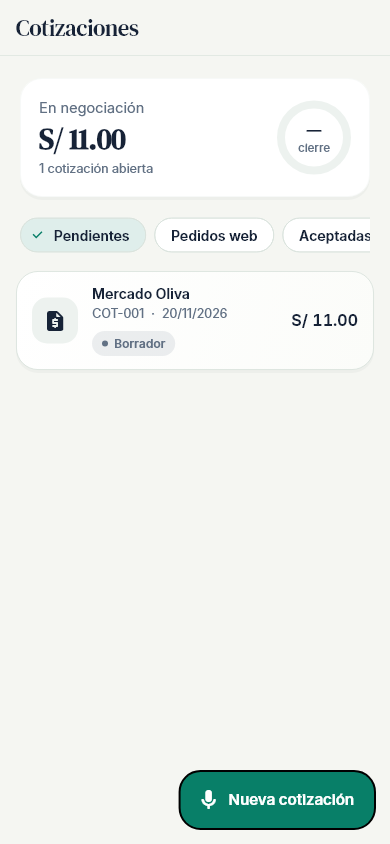 Cotizaciones
En negociación
S/ 11.00
1 cotización abierta
—
cierre
Pendientes
Pedidos web
Aceptadas
Mercado Oliva
COT-001 · 20/11/2026
S/ 11.00
Borrador
Nueva cotización